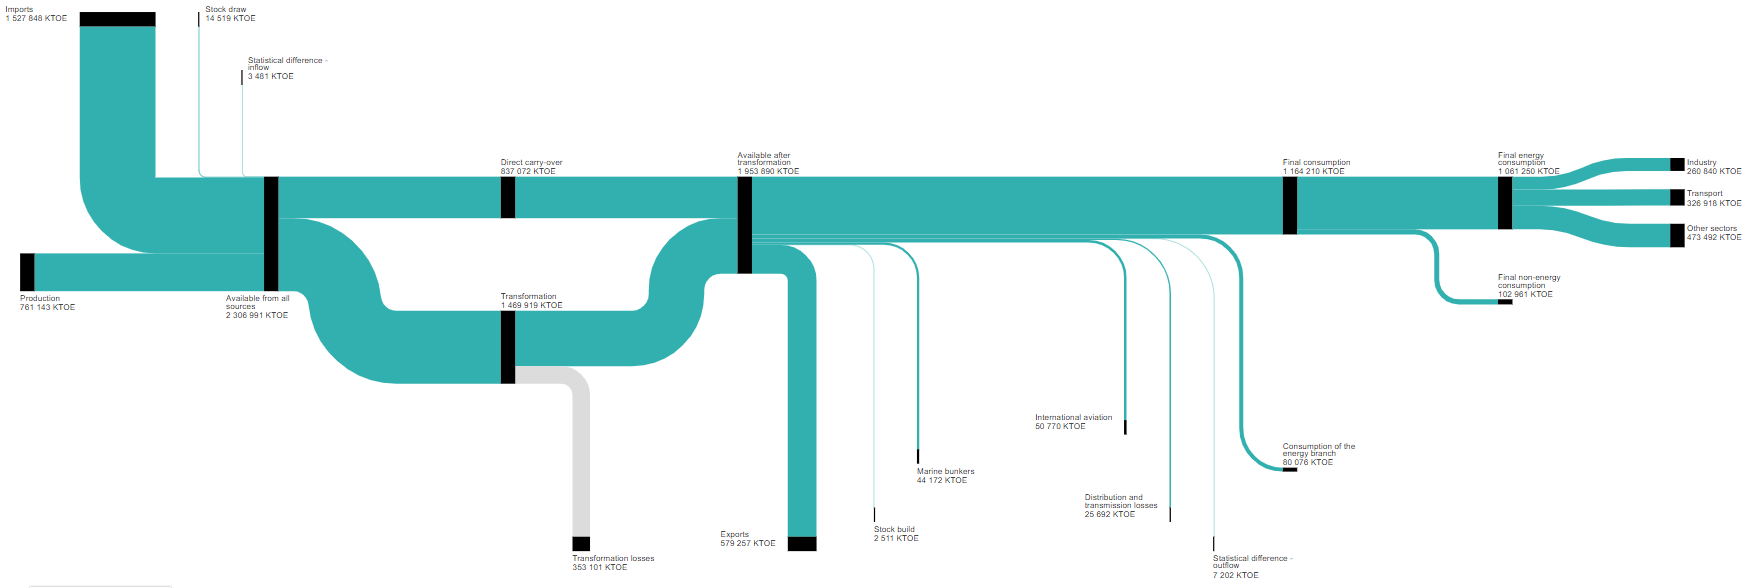 Imports
1 527 848 KTOE
Stock draw
14 519 KTOE
Statistical difference -
inflow
3 481 KTOE
Production
761 143 KTOE
Available from all
sources
2 306 991 KTOE
Direct carry-over
837 072 KTOE
Transformation
1 469 919 KTOE
Transformation losses
353 101 KTOE
Available after
transformation
1 953 890 KTOE
Exports
579 257 KTOE
Stock build
2 511 KTOE
Marine bunkers
44 172 KTOE
International aviation
50 770 KTOE
Distribution and
transmission losses
25 692 KTOE
Statistical difference -
outflow
7 202 KTOE
Consumption of the
energy branch
80 076 KTOE
Final consumption
1 164 210 KTOE
Final energy
consumption
1 061 250 KTOE
Final non-energy
consumption
102 961 KTOE
Industry
260 840 KTOE
Transport
326 918 KTOE
Other sectors
473 492 KTOE